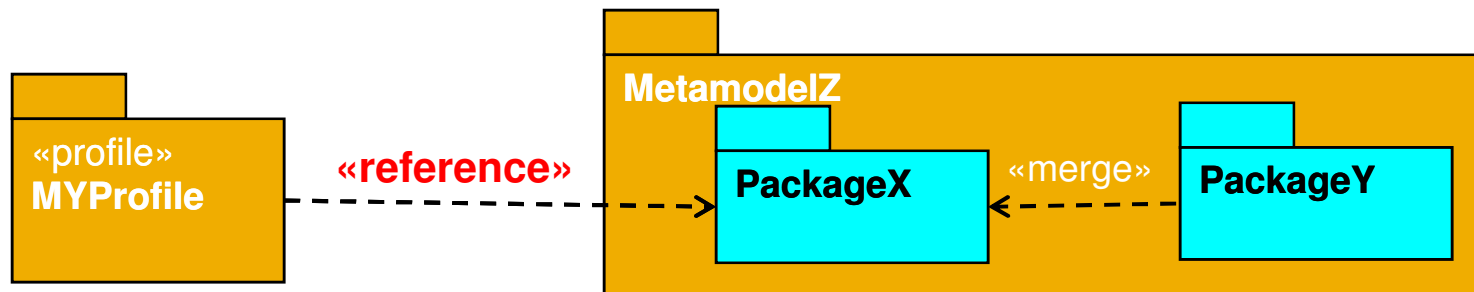 «profile»
MYProfile
«reference»
MetamodelZ
PackageX
«merge»
PackageY